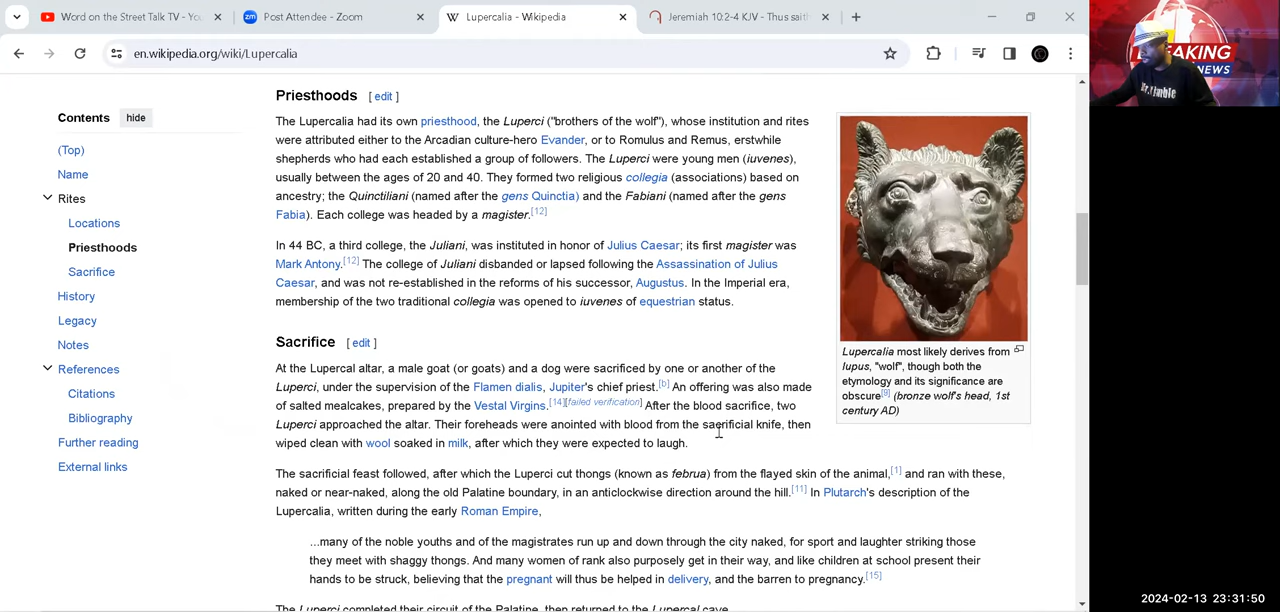 Word on the Street Talk TV - Yo
Post Attendee - Zoom
Lupercalia - Wikipedia
Jeremiah 10:2-4 KJV - Thus sait
en.wikipedia.org/wiki/Lupercalia
BREAKING
NEWS
Contents hide
(Top)
Name
Rites
Locations
Priesthoods
Sacrifice
History
Legacy
Notes
References
Citations
Bibliography
Further reading
External links
Priesthoods [ edit ]
The Lupercalia had its own priesthood, the Luperci ("brothers of the wolf"), whose institution and rites
were attributed either to the Arcadian culture-hero Evander, or to Romulus and Remus, erstwhile
shepherds who had each established a group of followers. The Luperci were young men (iuvenes),
usually between the ages of 20 and 40. They formed two religious collegia (associations) based on
ancestry; the Quinctiliani (named after the gens Quinctia) and the Fabiani (named after the gens
Fabia). Each college was headed by a magister.[12]
In 44 BC, a third college, the Juliani, was instituted in honor of Julius Caesar; its first magister was
Mark Antony.[12] The college of Juliani disbanded or lapsed following the Assassination of Julius
Caesar, and was not re-established in the reforms of his successor, Augustus. In the Imperial era,
membership of the two traditional collegia was opened to iuvenes of equestrian status.
Lupercalia most likely derives from
lupus, "wolf", though both the
etymology and its significance are
obscure[9] (bronze wolf's head, 1st
century AD)
Sacrifice [ edit ]
At the Lupercal altar, a male goat (or goats) and a dog were sacrificed by one or another of the
Luperci, under the supervision of the Flamen dialis, Jupiter's chief priest.[b] An offering was also made
of salted mealcakes, prepared by the Vestal Virgins.[14][failed verification] After the blood sacrifice, two
Luperci approached the altar. Their foreheads were anointed with blood from the sacrificial knife, then
wiped clean with wool soaked in milk, after which they were expected to laugh.
The sacrificial feast followed, after which the Luperci cut thongs (known as februa) from the flayed skin of the animal,[1] and ran with these,
naked or near-naked, along the old Palatine boundary, in an anticlockwise direction around the hill.[11] In Plutarch's description of the
Lupercalia, written during the early Roman Empire,
...many of the noble youths and of the magistrates run up and down through the city naked, for sport and laughter striking those
they meet with shaggy thongs. And many women of rank also purposely get in their way, and like children at school present their
hands to be struck, believing that the pregnant will thus be helped in delivery, and the barren to pregnancy.[15]
The Luperci completed their circuit of the Palatine, then returned to the Lupercal cave.
2024-02-13 23:31:50